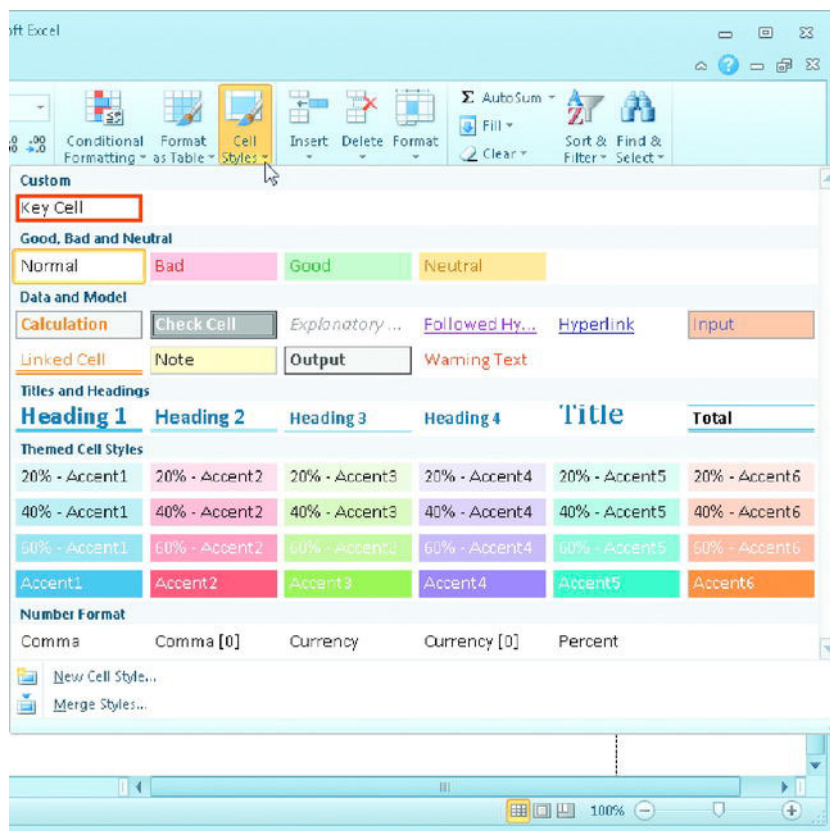 oft Excel
Σ AutoSum
Fill
Clear
Conditional Formatting
Format as Table
Cell Styles
Insert
Delete
Format
Sort & Filter
Find & Select
Custom
Key Cell
Good, Bad and Neutral
Normal Bad Good Neutral
Data and Model
Calculation Check Cell Explanatory ... Followed Hy... Hyperlink Input
Linked Cell Note Output Warning Text
Titles and Headings
Heading 1 Heading 2 Heading 3 Heading 4 Title Total
Themed Cell Styles
20% - Accent1 20% - Accent2 20% - Accent3 20% - Accent4 20% - Accent5 20% - Accent6
40% - Accent1 40% - Accent2 40% - Accent3 40% - Accent4 40% - Accent5 40% - Accent6
60% - Accent1 60% - Accent2 60% - Accent3 60% - Accent4 60% - Accent5 60% - Accent6
Accent1 Accent2 Accent3 Accent4 Accent5 Accent6
Number Format
Comma Comma [0] Currency Currency [0] Percent
New Cell Style...
Merge Styles...
100%